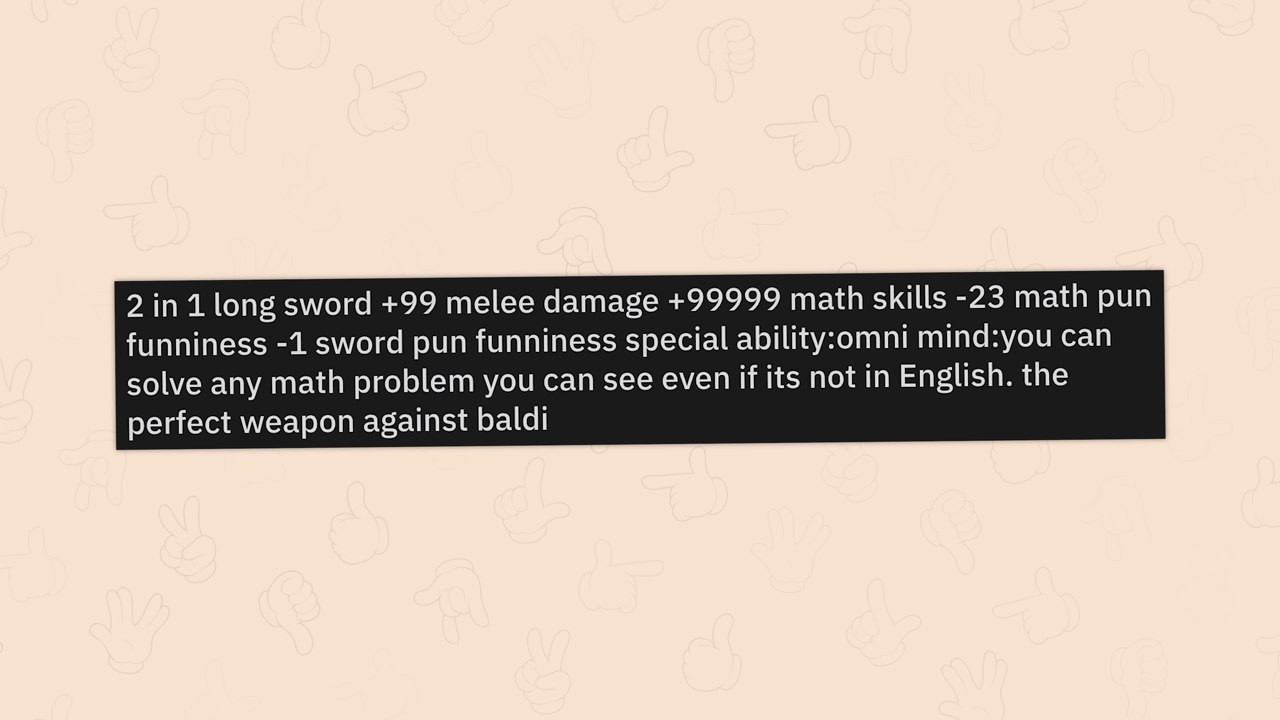 2 in 1 long sword +99 melee damage +99999 math skills -23 math pun
funniness -1 sword pun funniness special ability:omni mind:you can
solve any math problem you can see even if its not in English. the
perfect weapon against baldi